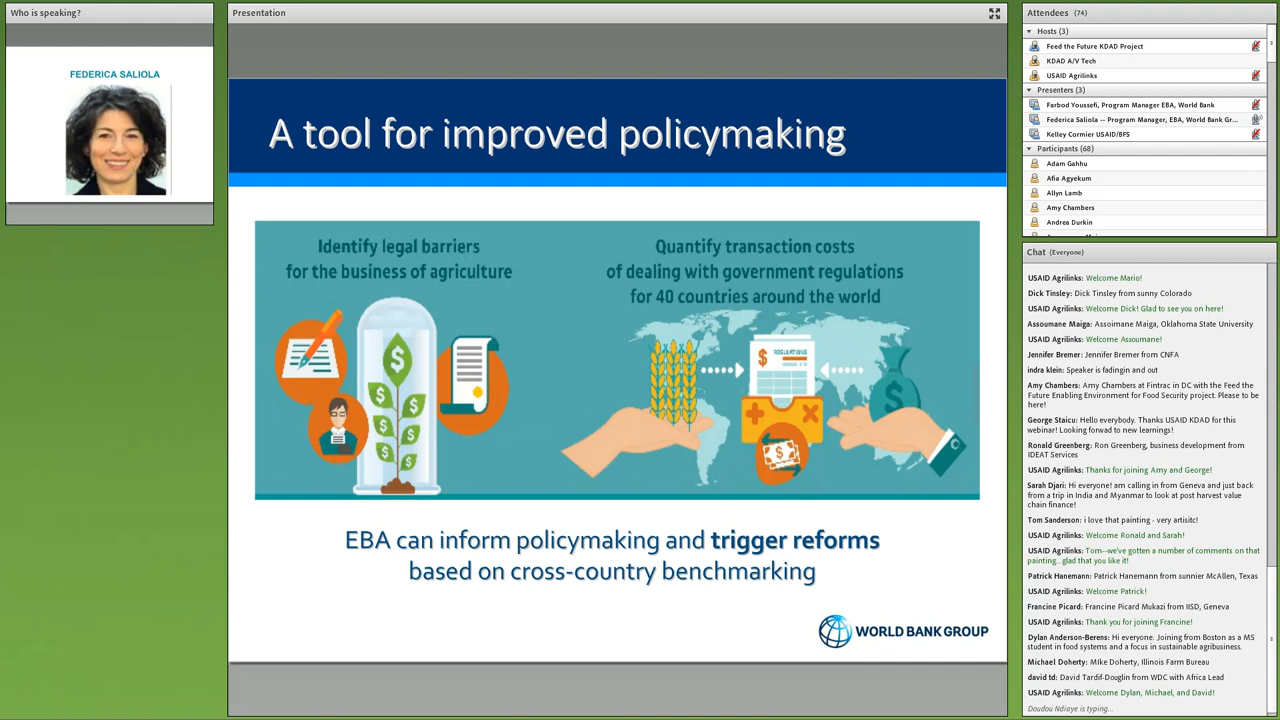 Who is speaking?
FEDERICA SALIOLA
Presentation
A tool for improved policymaking
Identify legal barriers
for the business of agriculture
Quantify transaction costs
of dealing with government regulations
for 40 countries around the world
REGULATIONS
EBA can inform policymaking and trigger reforms
based on cross-country benchmarking
WORLD BANK GROUP
Attendees (74)
Hosts (3)
Feed the Future KDAD Project
KDAD A/V Tech
USAID Agrilinks
Presenters (3)
Farbod Youssefi, Program Manager EBA, World Bank
Federica Saliola -- Program Manager, EBA, World Bank Gr...
Kelley Cormier USAID/BFS
Participants (68)
Adam Gahhu
Afia Agyekum
Allyn Lamb
Amy Chambers
Andrea Durkin
Chat (Everyone)
USAID Agrilinks: Welcome Mario!
Dick Tinsley: Dick Tinsley from sunny Colorado
USAID Agrilinks: Welcome Dick! Glad to see you on here!
Assoumane Maiga: Assoimane Maiga, Oklahoma State University
USAID Agrilinks: Welcome Assoumane!
Jennifer Bremer: Jennifer Bremer from CNFA
indra klein: Speaker is fadingin and out
Amy Chambers: Amy Chambers at Fintrac in DC with the Feed the
Future Enabling Environment for Food Security project. Please to be
here!
George Staicu: Hello everybody. Thanks USAID KDAD for this
webinar! Looking forward to new learnings!
Ronald Greenberg: Ron Greenberg, business development from
IDEAT Services
USAID Agrilinks: Thanks for joining Amy and George!
Sarah Djari: Hi everyone! am calling in from Geneva and just back
from a trip in India and Myanmar to look at post harvest value
chain finance!
Tom Sanderson: i love that painting - very artisitc!
USAID Agrilinks: Welcome Ronald and Sarah!
USAID Agrilinks: Tom--we've gotten a number of comments on that
painting...glad that you like it!
Patrick Hanemann: Patrick Hanemann from sunnier McAllen, Texas
USAID Agrilinks: Welcome Patrick!
Francine Picard: Francine Picard Mukazi from IISD, Geneva
USAID Agrilinks: Thank you for joining Francine!
Dylan Anderson-Berens: Hi everyone. Joining from Boston as a MS
student in food systems and a focus in sustainable agribusiness.
Michael Doherty: MIke Doherty, Illinois Farm Bureau
david td: David Tardif-Douglin from WDC with Africa Lead
USAID Agrilinks: Welcome Dylan, Michael, and David!
Doudou Ndiaye is typing...